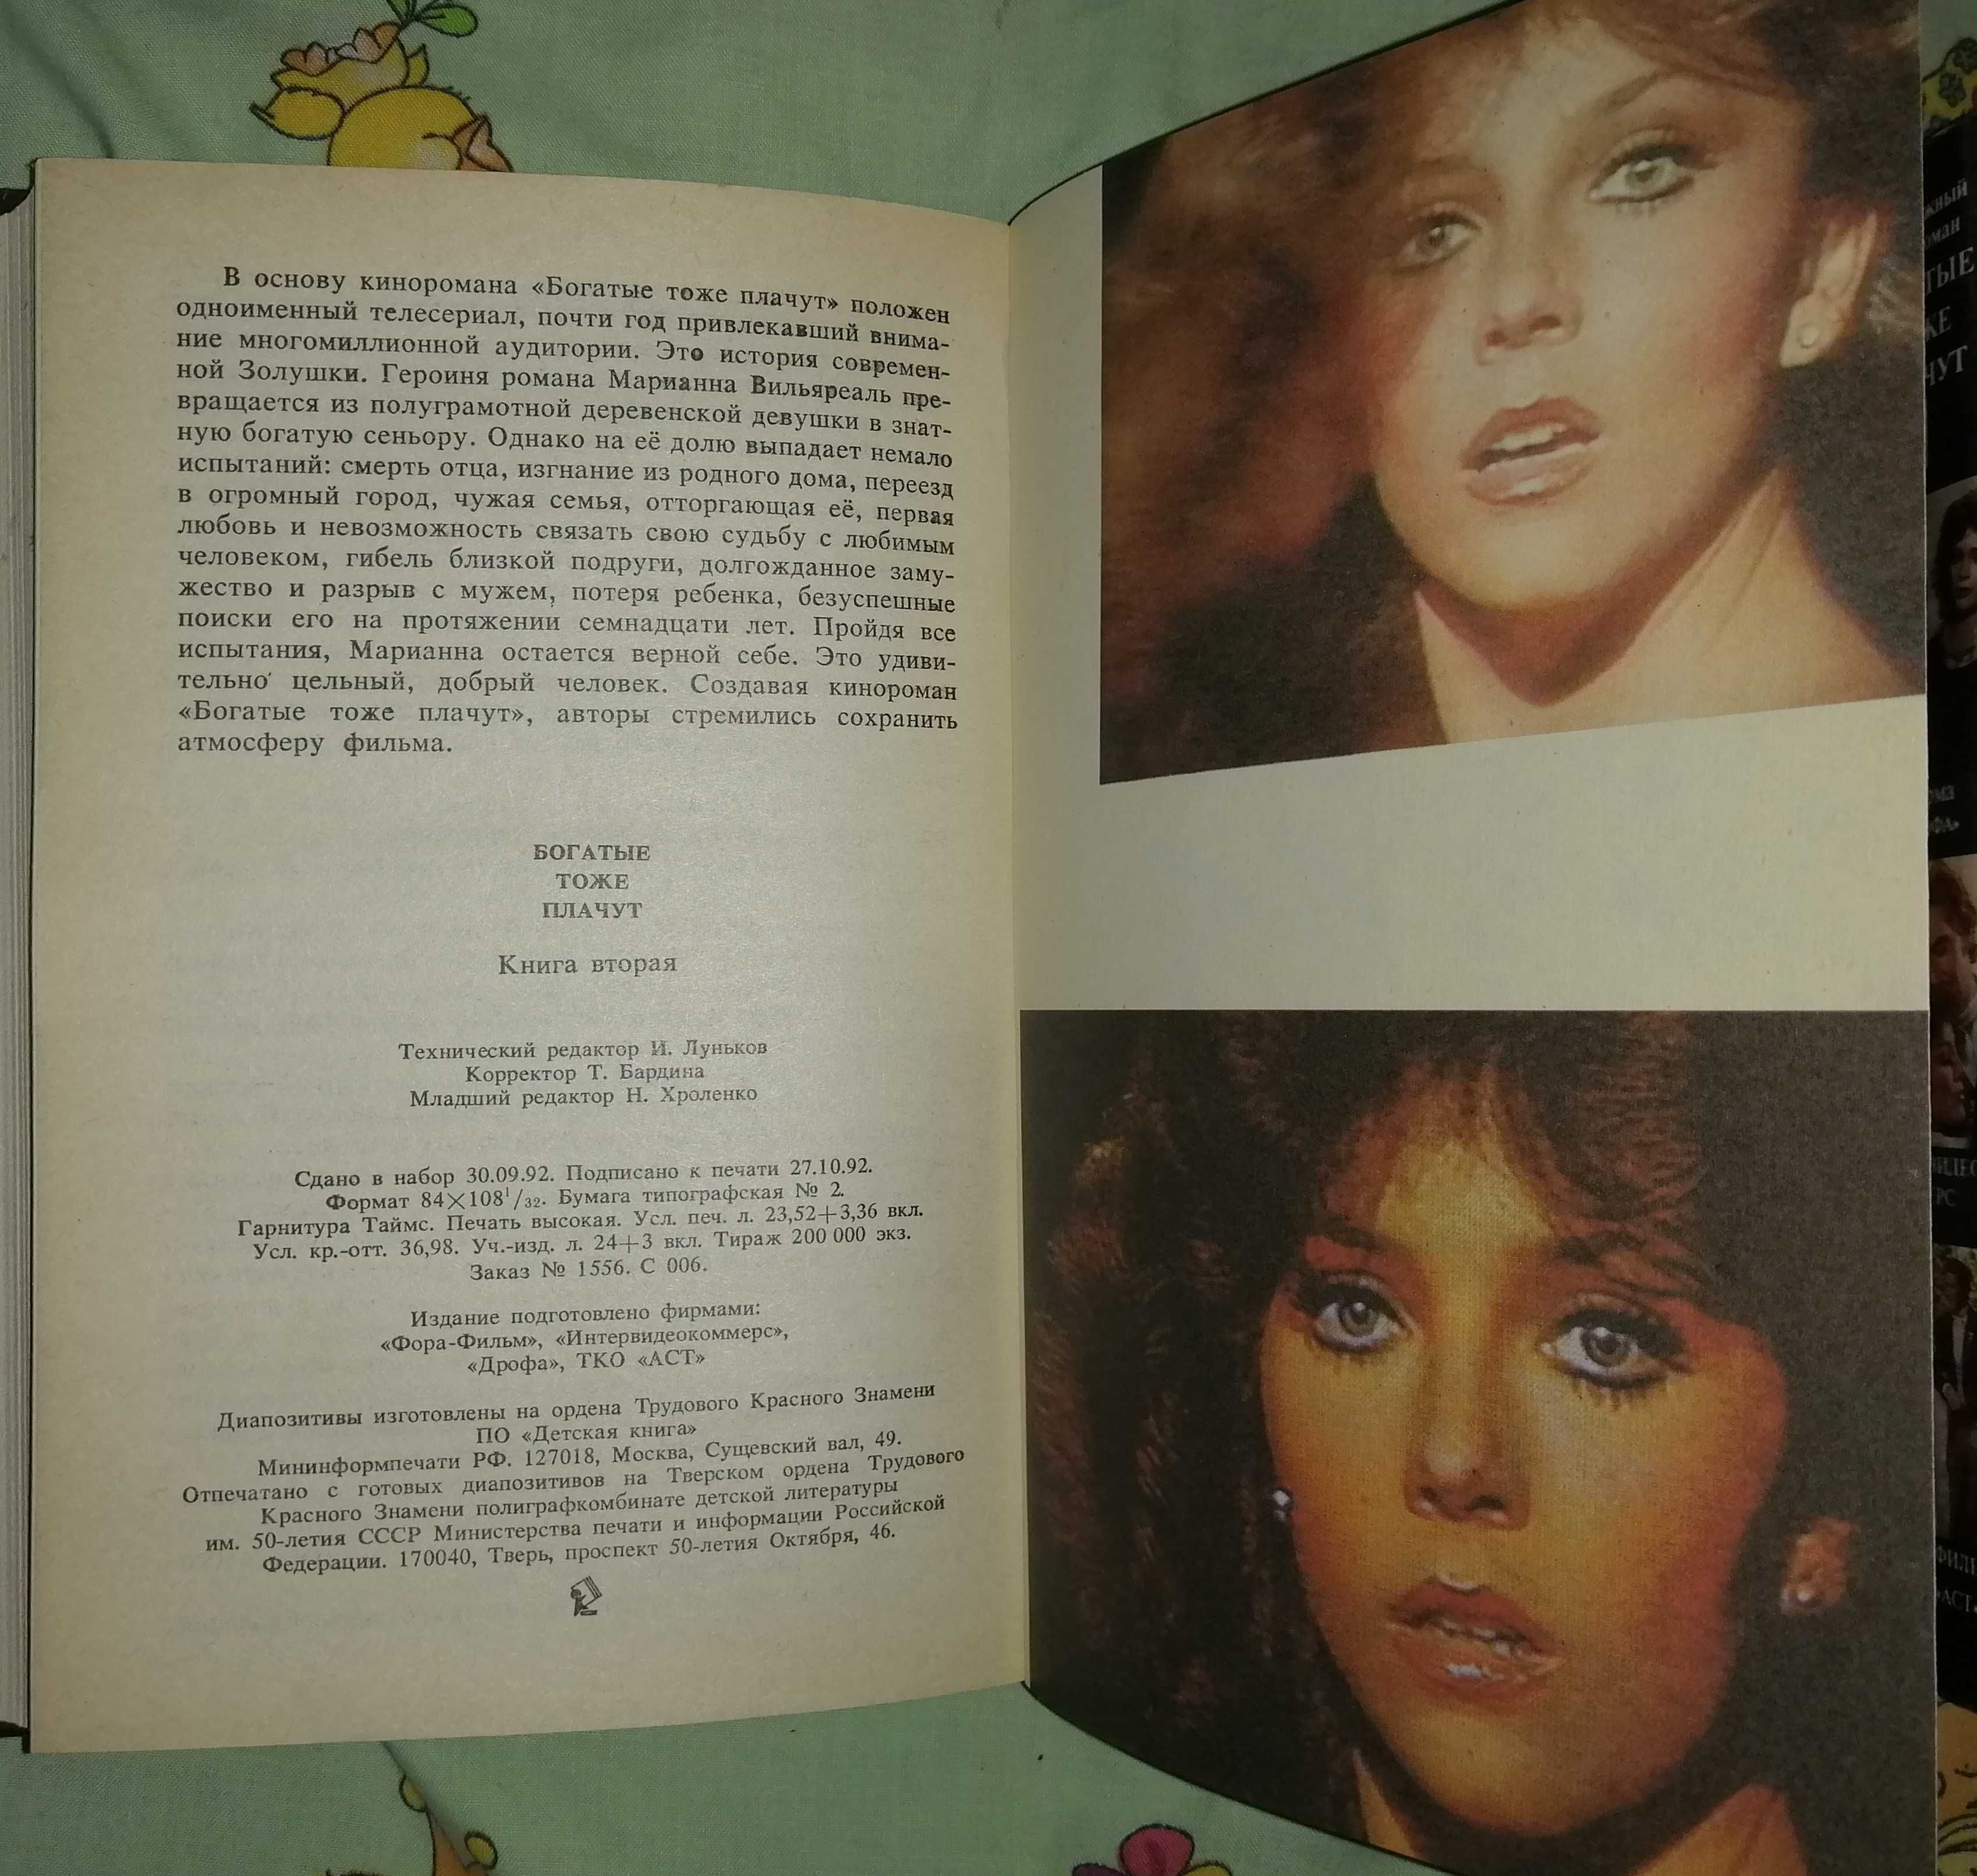 В основу киноромана «Богатые тоже плачут» положен
одноименный телесериал, почти год привлекавший внима-
ние многомиллионной аудитории. Это история современ-
ной Золушки. Героиня романа Марианна Вильяреаль пре-
вращается из полуграмотной деревенской девушки в знат-
ную богатую сеньору. Однако на её долю выпадает немало
испытаний: смерть отца, изгнание из родного дома, переезд
в огромный город, чужая семья, отторгающая её, первая
любовь и невозможность связать свою судьбу с любимым
человеком, гибель близкой подруги, долгожданное заму-
жество и разрыв с мужем, потеря ребенка, безуспешные
поиски его на протяжении семнадцати лет. Пройдя все
испытания, Марианна остается верной себе. Это удиви-
тельно цельный, добрый человек. Создавая кинороман
«Богатые тоже плачут», авторы стремились сохранить
атмосферу фильма.
БОГАТЫЕ
ТОЖЕ
ПЛАЧУТ
Книга вторая
Технический редактор И. Луньков
Корректор Т. Бардина
Младший редактор Н. Хроленко
Сдано в набор 30.09.92. Подписано к печати 27.10.92.
Формат 84×108¹/₃₂. Бумага типографская № 2.
Гарнитура Таймс. Печать высокая. Усл. печ. л. 23,52+3,36 вкл.
Усл. кр.-отт. 36,98. Уч.-изд. л. 24+3 вкл. Тираж 200 000 экз.
Заказ № 1556. С 006.
Издание подготовлено фирмами:
«Фора-Фильм», «Интервидеокоммерс»,
«Дрофа», ТКО «АСТ»
Диапозитивы изготовлены на ордена Трудового Красного Знамени
ПО «Детская книга»
Мининформпечати РФ. 127018, Москва, Сущевский вал, 49.
Отпечатано с готовых диапозитивов на Тверском ордена Трудового
Красного Знамени полиграфкомбинате детской литературы
им. 50-летия СССР Министерства печати и информации Российской
Федерации. 170040, Тверь, проспект 50-летия Октября, 46.